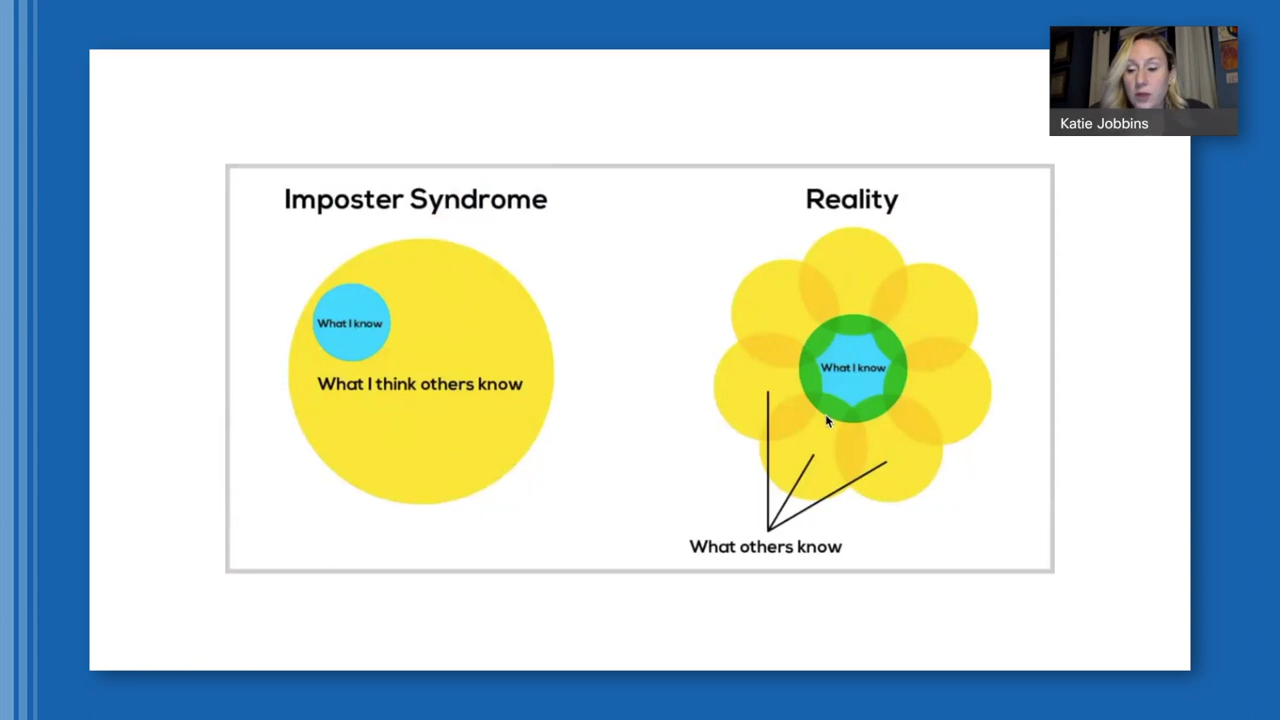 Katie Jobbins
Imposter Syndrome
What I know
What I think others know
Reality
What I know
What others know